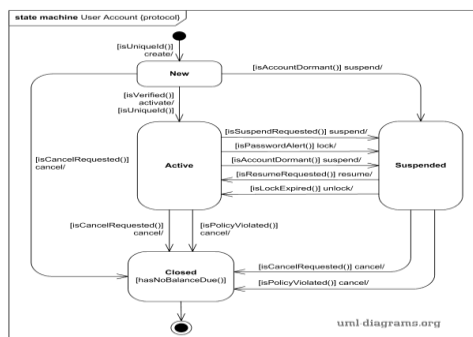 state machine User Account {protocol}
[isUniqueId()]
create/
New
[isAccountDormant()] suspend/
[isVerified()]
activate/
[isUniqueId()]
[isCancelRequested()]
cancel/
Active
[isSuspendRequested()] suspend/
[isPasswordAlert()] lock/
[isAccountDormant()] suspend/
[isResumeRequested()] resume/
[isLockExpired()] unlock/
Suspended
[isCancelRequested()]
cancel/
[isPolicyViolated()]
cancel/
Closed
[hasNoBalanceDue()]
[isCancelRequested()] cancel/
[isPolicyViolated()] cancel/
uml-diagrams.org